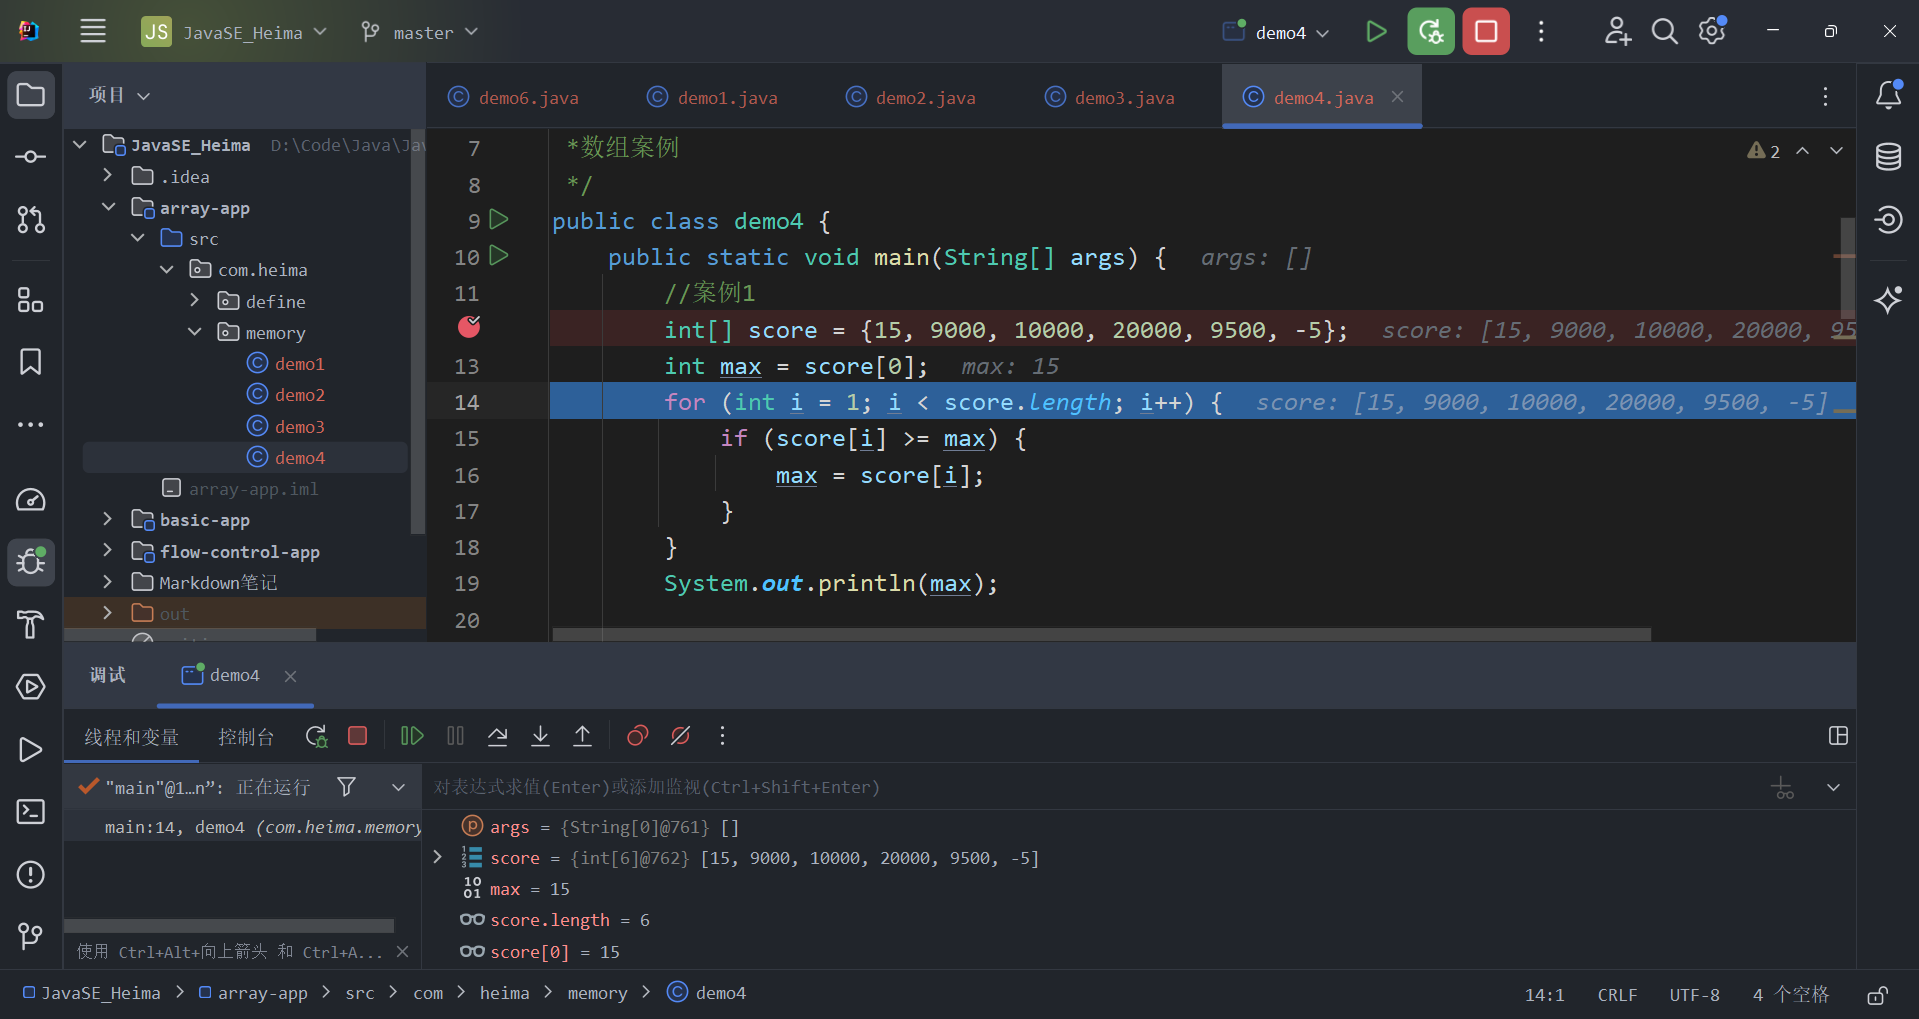 JS JavaSE_Heima master demo4
项目
demo6.java demo1.java demo2.java demo3.java demo4.java
JavaSE_Heima D:\Code\Java\Jav
.idea
array-app
src
com.heima
define
memory
demo1
demo2
demo3
demo4
array-app.iml
basic-app
flow-control-app
Markdown笔记
out
2
7 *数组案例
8 */
9 public class demo4 {
10 public static void main(String[] args) { args: []
11 //案例1
int[] score = {15, 9000, 10000, 20000, 9500, -5}; score: [15, 9000, 10000, 20000, 95
13 int max = score[0]; max: 15
14 for (int i = 1; i < score.length; i++) { score: [15, 9000, 10000, 20000, 9500, -5]
15 if (score[i] >= max) {
16 max = score[i];
17 }
18 }
19 System.out.println(max);
20
调试 demo4
线程和变量 控制台
"main"@1…n”: 正在运行
main:14, demo4 (com.heima.memory
使用 Ctrl+Alt+向上箭头 和 Ctrl+A...
对表达式求值(Enter)或添加监视(Ctrl+Shift+Enter)
args = {String[0]@761} []
score = {int[6]@762} [15, 9000, 10000, 20000, 9500, -5]
max = 15
score.length = 6
score[0] = 15
JavaSE_Heima > array-app > src > com > heima > memory > demo4
14:1 CRLF UTF-8 4 个空格